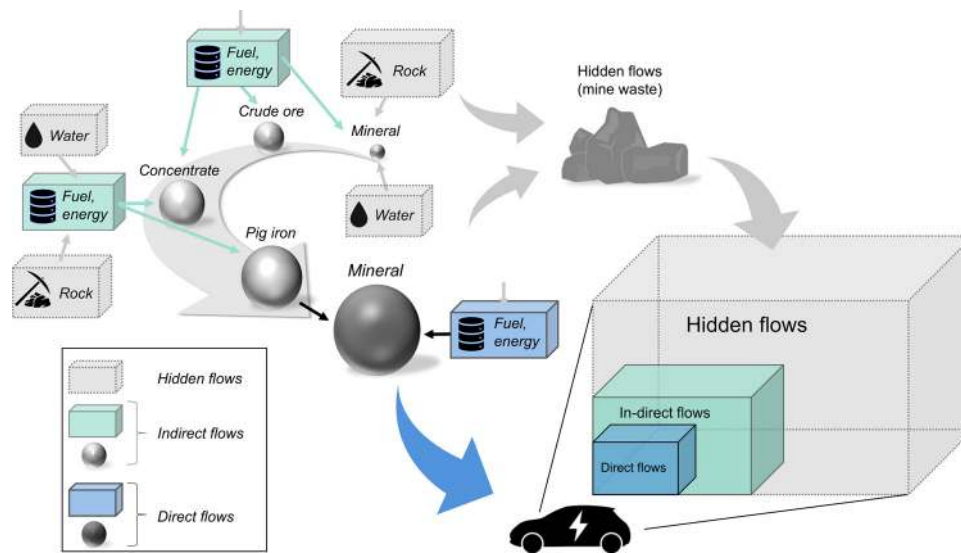 Fuel,
energy
Rock
Crude ore
Mineral
Water
Concentrate
Fuel,
energy
Water
Rock
Pig iron
Mineral
Fuel,
energy
Hidden flows
(mine waste)
Hidden flows
In-direct flows
Direct flows
Hidden flows
Indirect flows
Direct flows